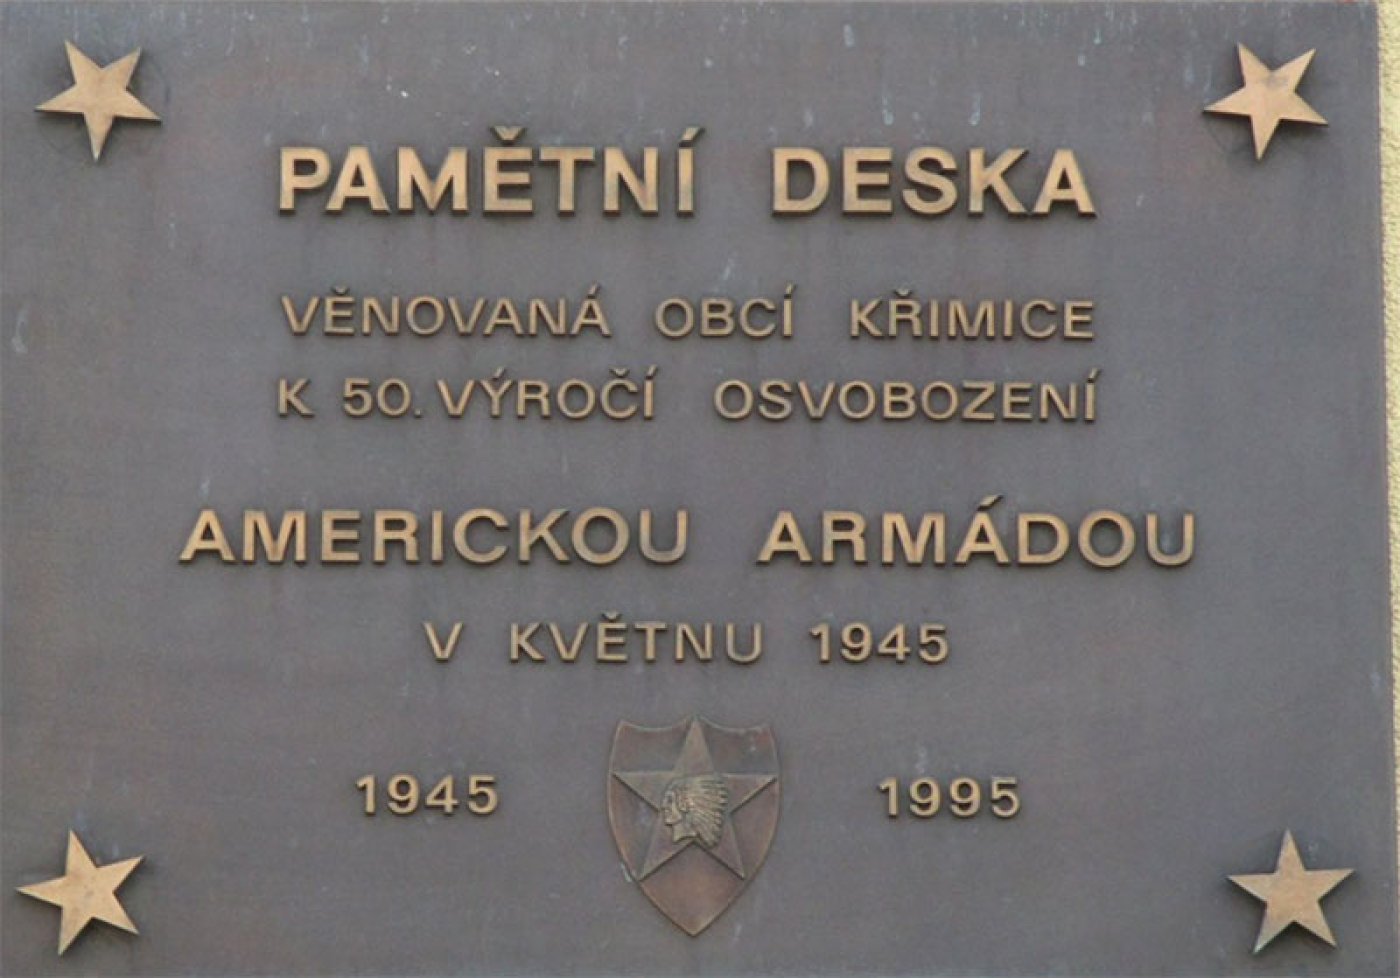 PAMĚTNÍ DESKA
VĚNOVANÁ OBCÍ KŘIMICE
K 50. VÝROČÍ OSVOBOZENÍ
AMERICKOU ARMÁDOU
V KVĚTNU 1945
1945 1995